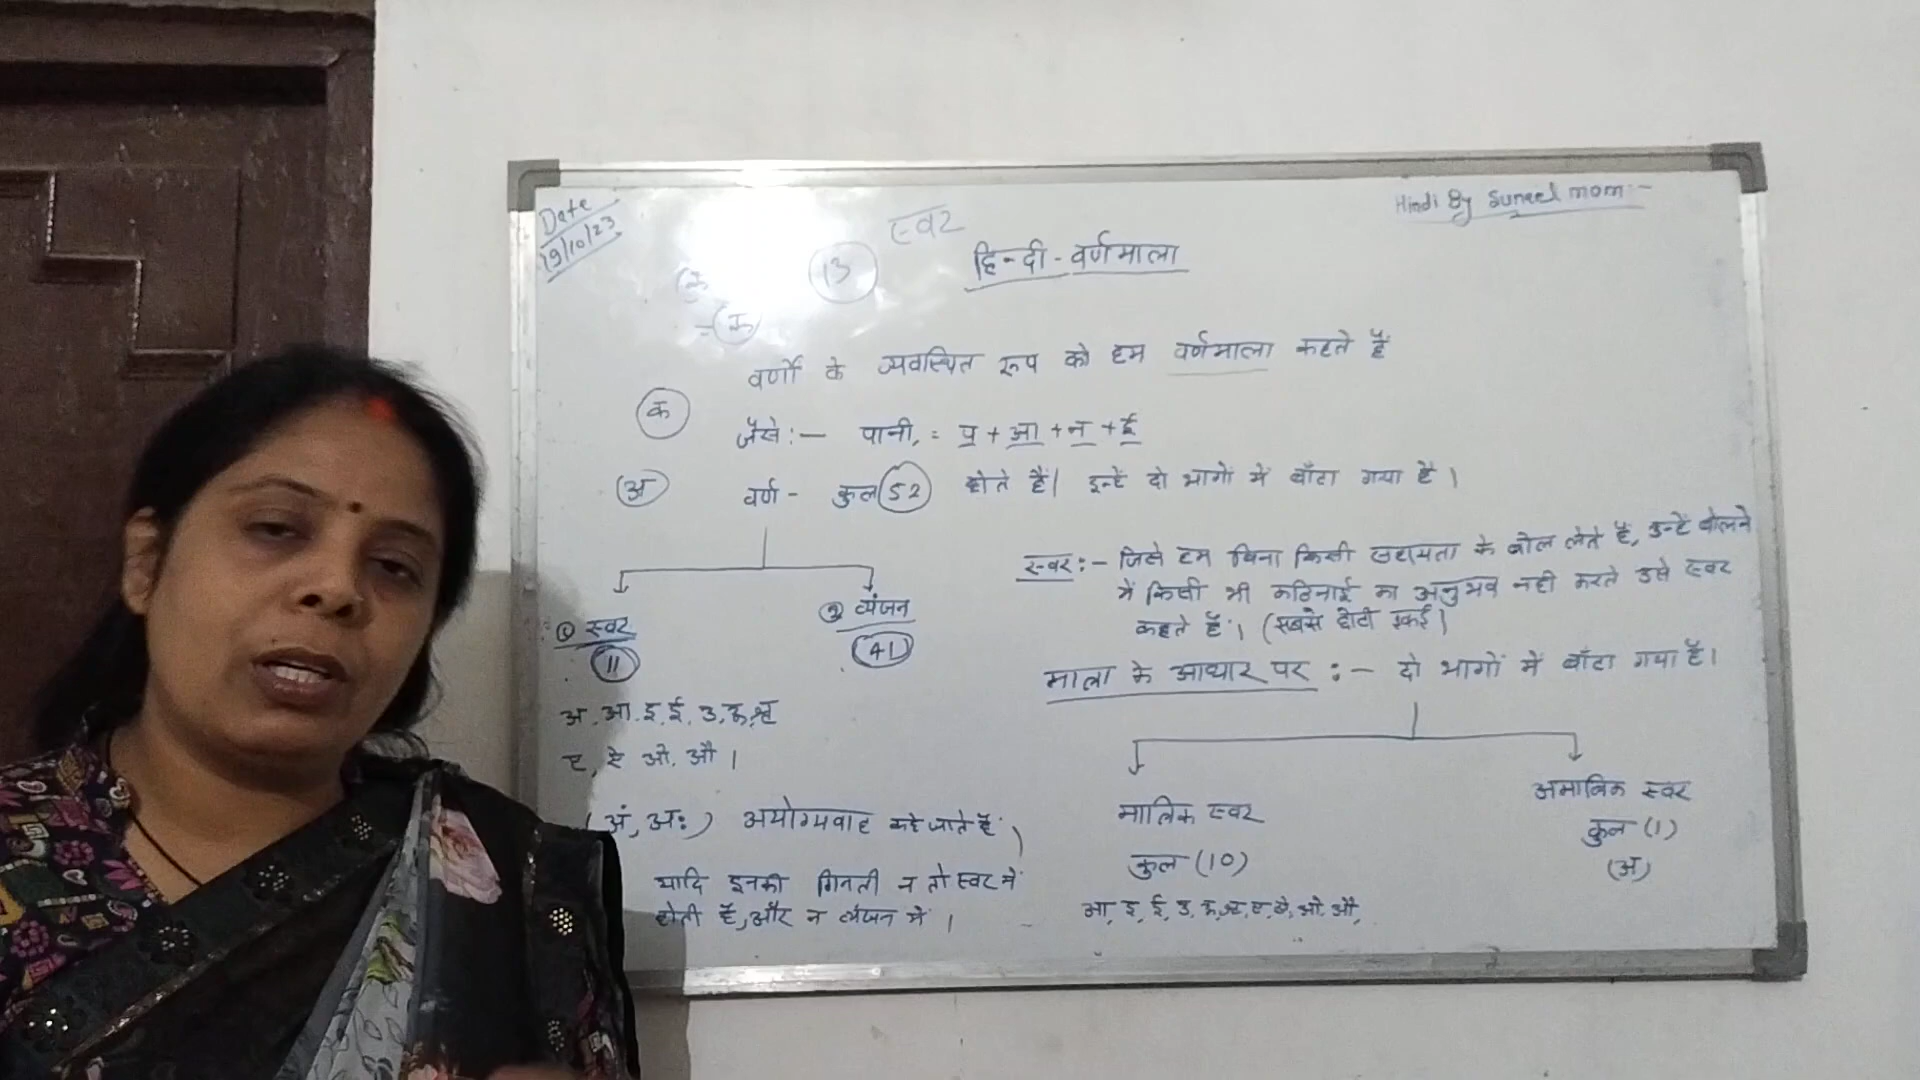 Date
19/10/23
स्वर
Hindi By Suneel mam :-
13
हिन्दी - वर्णमाला
क
वर्णों के व्यवस्थित रूप को हम वर्णमाला कहते हैं
क
जैसे :- पानी, = प + आ + न + ई
अ
वर्ण - कुल 52 होते हैं। इन्हें दो भागों में बाँटा गया है।
① स्वर
11
② व्यंजन
41
अ, आ, इ, ई, उ, ऊ, ऋ
ए, ऐ ओ, औ।
(अं, अः) अयोग्यवाह कहे जाते हैं
यादि इनकी गिनती न तो स्वर में
होती है, और न व्यंजन में।
स्वर :- जिसे हम बिना किसी सहायता के बोल लेते है, उन्हें बोलने
में किसी भी कठिनाई का अनुभव नही करते उसे स्वर
कहते हैं। (सबसे छोटी इकाई)
मात्रा के आधार पर :- दो भागों में बाँटा गया है।
मात्रिक स्वर
कुल (10)
आ, इ, ई, उ, ऊ, ऋ, ए, ऐ, ओ, औ,
अमात्रिक स्वर
कुल (1)
(अ)